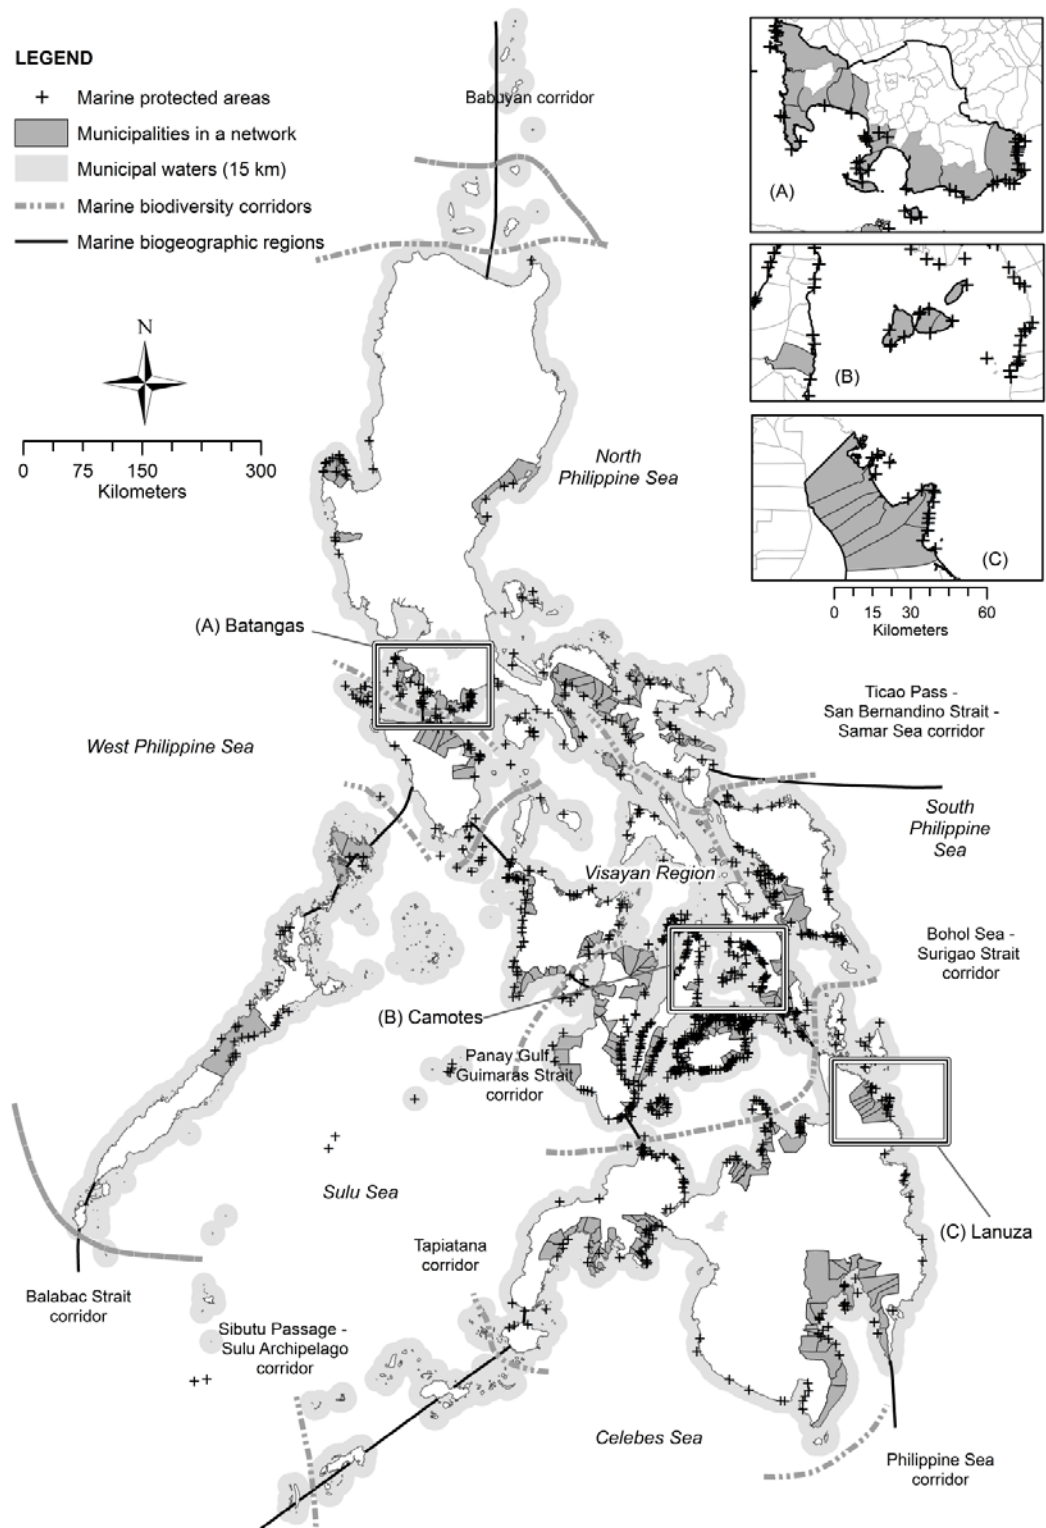 LEGEND
Marine protected areas
Municipalities in a network
Municipal waters (15 km)
Marine biodiversity corridors
Marine biogeographic regions
N
0 75 150 300
Kilometers
Babuyan corridor
North
Philippine Sea
(A)
(B)
(C)
0 15 30 60
Kilometers
(A) Batangas
West Philippine Sea
Ticao Pass -
San Bernandino Strait -
Samar Sea corridor
South
Philippine
Sea
Visayan Region
Bohol Sea -
Surigao Strait
corridor
(B) Camotes
Panay Gulf
Guimaras Strait
corridor
Sulu Sea
(C) Lanuza
Tapiatana
corridor
Balabac Strait
corridor
Sibutu Passage -
Sulu Archipelago
corridor
Celebes Sea
Philippine Sea
corridor